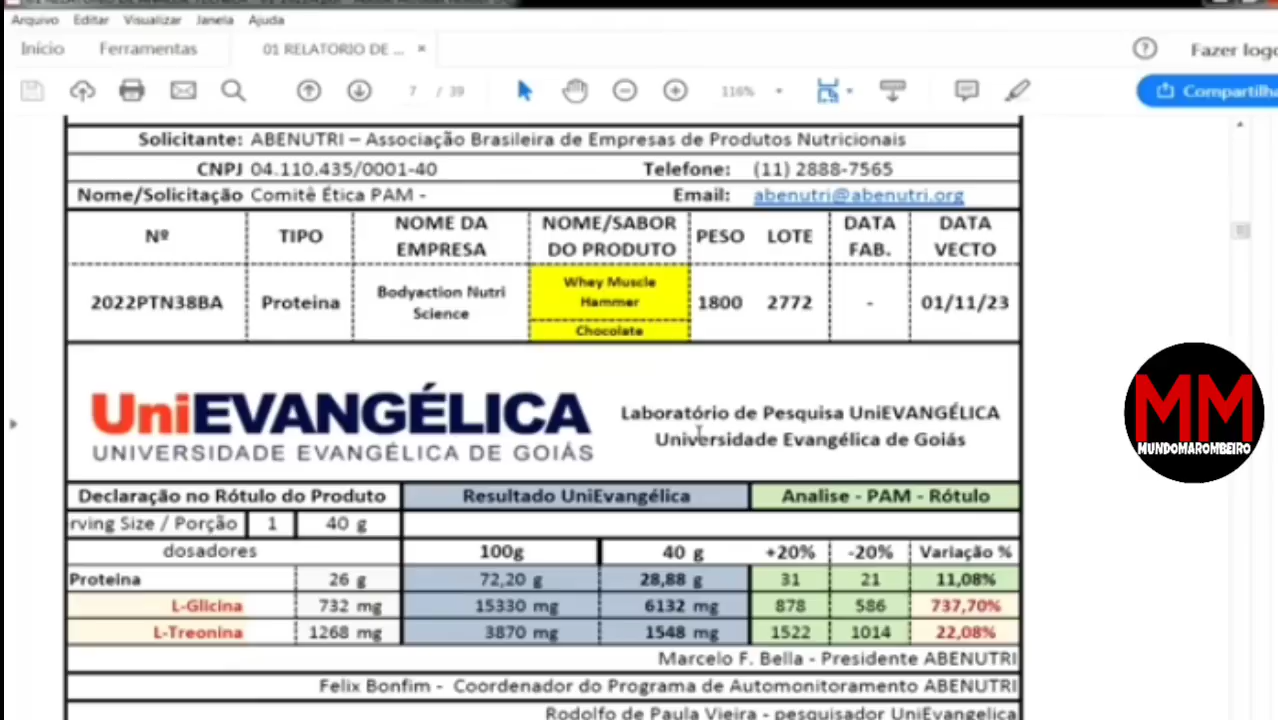 Arquivo Editar Visualizar Janela Ajuda
Início Ferramentas 01 RELATORIO DE ... × ? Fazer logo
7 / 39 116% Compartilha
Solicitante: ABENUTRI – Associação Brasileira de Empresas de Produtos Nutricionais
CNPJ 04.110.435/0001-40 Telefone: (11) 2888-7565
Nome/Solicitação Comitê Ética PAM - Email: abenutri@abenutri.org
Nº TIPO NOME DA EMPRESA NOME/SABOR DO PRODUTO PESO LOTE DATA FAB. DATA VECTO
2022PTN38BA Proteina Bodyaction Nutri Science Whey Muscle Hammer 1800 2772 - 01/11/23
Chocolate
UniEVANGÉLICA
UNIVERSIDADE EVANGÉLICA DE GOIÁS
Laboratório de Pesquisa UniEVANGÉLICA
Universidade Evangélica de Goiás
MM
MUNDOMAROMBEIRO
Declaração no Rótulo do Produto Resultado UniEvangélica Analise - PAM - Rótulo
rving Size / Porção 1 40 g
dosadores 100g 40 g +20% -20% Variação %
Proteina 26 g 72,20 g 28,88 g 31 21 11,08%
L-Glicina 732 mg 15330 mg 6132 mg 878 586 737,70%
L-Treonina 1268 mg 3870 mg 1548 mg 1522 1014 22,08%
Marcelo F. Bella - Presidente ABENUTRI
Felix Bonfim - Coordenador do Programa de Automonitoramento ABENUTRI
Rodolfo de Paula Vieira - pesquisador UniEvangelica